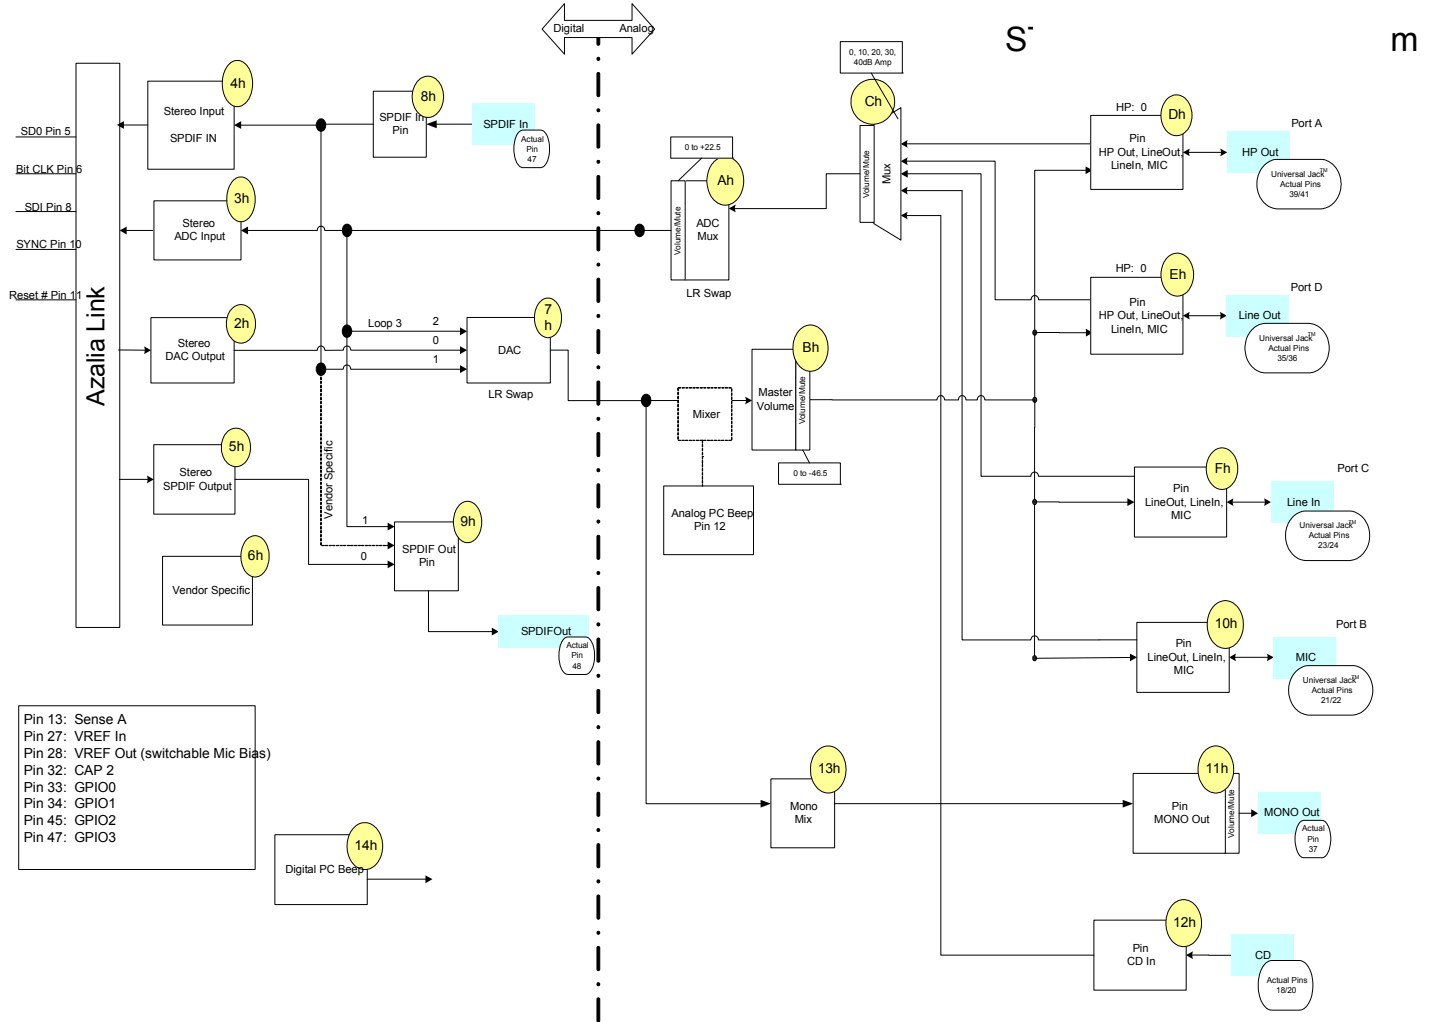 Digital
Analog
S
m
0, 10, 20, 30,
40dB Amp
SD0 Pin 5
Bit CLK Pin 6
SDI Pin 8
SYNC Pin 10
Reset # Pin 11
Azalia Link
4h
Stereo Input
SPDIF IN
8h
SPDIF In
Pin
SPDIF In
Actual
Pin
47
3h
Stereo
ADC Input
0 to +22.5
Ah
Volume/Mute
ADC
Mux
LR Swap
Ch
Volume/Mute
Mux
HP: 0
Dh
Pin
HP Out, LineOut,
LineIn, MIC
Port A
HP Out
Universal Jack™
Actual Pins
39/41
2h
Stereo
DAC Output
Loop 3
2
0
1
7
h
DAC
LR Swap
HP: 0
Eh
Pin
HP Out, LineOut,
LineIn, MIC
Port D
Line Out
Universal Jack™
Actual Pins
35/36
Mixer
Bh
Master
Volume
Volume/Mute
0 to -46.5
Analog PC Beep
Pin 12
5h
Stereo
SPDIF Output
Vendor Specific
1
0
9h
SPDIF Out
Pin
Fh
Pin
LineOut, LineIn,
MIC
Port C
Line In
Universal Jack™
Actual Pins
23/24
6h
Vendor Specific
SPDIFOut
Actual
Pin
48
10h
Pin
LineOut, LineIn,
MIC
Port B
MIC
Universal Jack™
Actual Pins
21/22
Pin 13: Sense A
Pin 27: VREF In
Pin 28: VREF Out (switchable Mic Bias)
Pin 32: CAP 2
Pin 33: GPIO0
Pin 34: GPIO1
Pin 45: GPIO2
Pin 47: GPIO3
13h
Mono
Mix
11h
Pin
MONO Out
Volume/Mute
MONO Out
Actual
Pin
37
14h
Digital PC Beep
12h
Pin
CD In
CD
Actual Pins
18/20